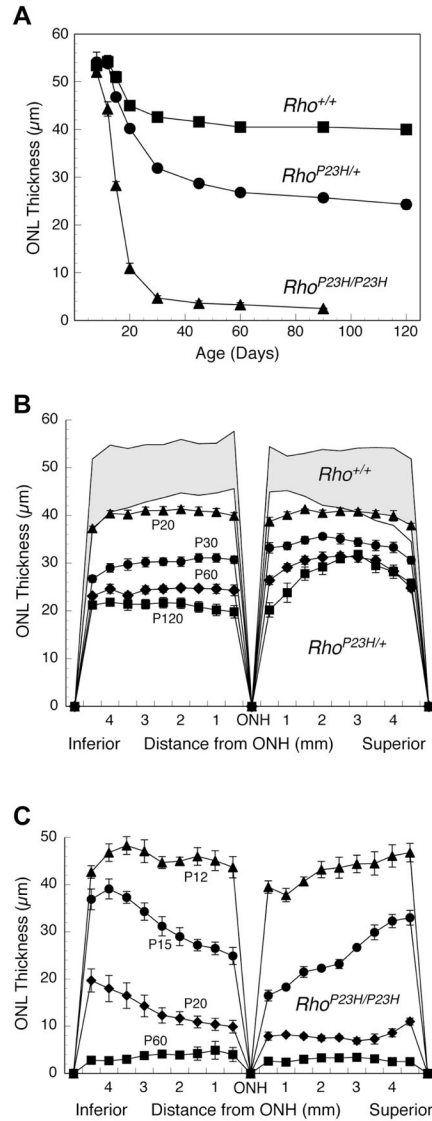 A
60
50
40
30
20
10
0
ONL Thickness (µm)
Rho+/+
RhoP23H/+
RhoP23H/P23H
20 40 60 80 100 120
Age (Days)
B
60
50
40
30
20
10
0
ONL Thickness (µm)
Rho+/+
P20
P30
P60
P120
RhoP23H/+
4 3 2 1 ONH 1 2 3 4
Inferior Distance from ONH (mm) Superior
C
50
40
30
20
10
0
ONL Thickness (µm)
P12
P15
P20
P60
RhoP23H/P23H
4 3 2 1 ONH 1 2 3 4
Inferior Distance from ONH (mm) Superior